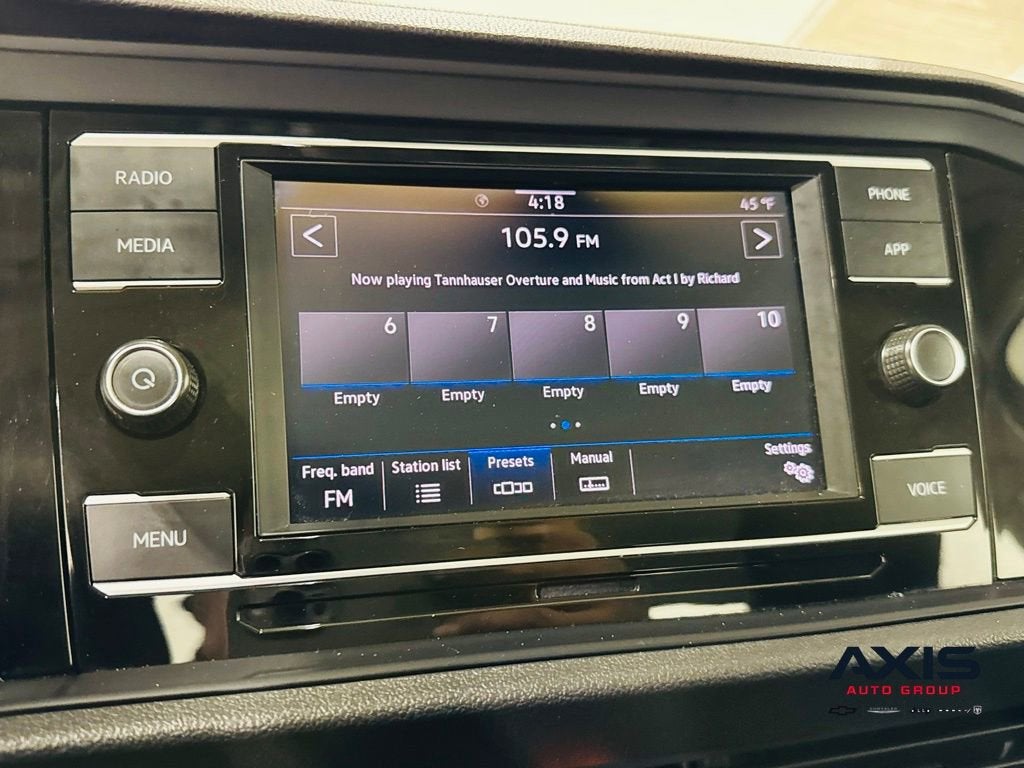 RADIO
MEDIA
MENU
PHONE
APP
VOICE
4:18
45 °F
<
105.9 FM
>
Now playing Tannhauser Overture and Music from Act I by Richard
6 7 8 9 10
Empty Empty Empty Empty Empty
Freq. band Station list Presets Manual Settings
FM
AXIS
AUTO GROUP